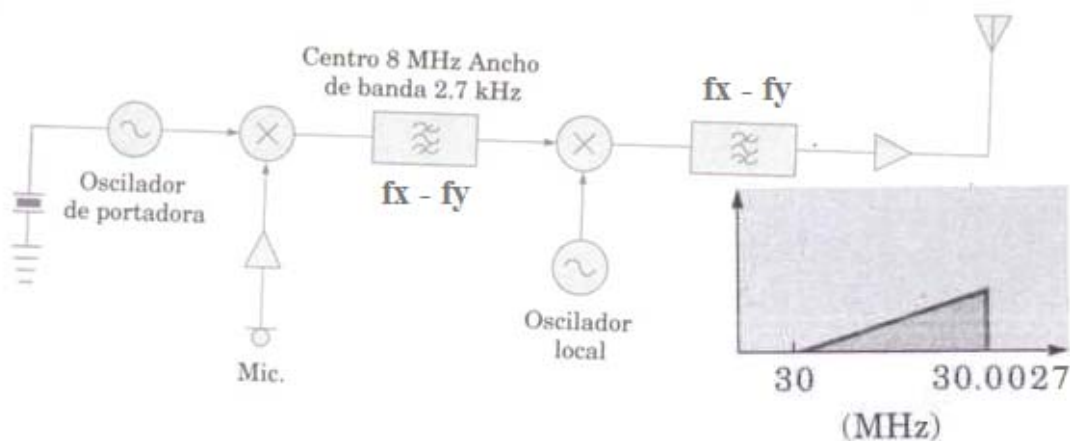 Centro 8 MHz Ancho
de banda 2.7 kHz
fx - fy
fx - fy
Oscilador
de portadora
Oscilador
local
Mic.
30
30.0027
(MHz)